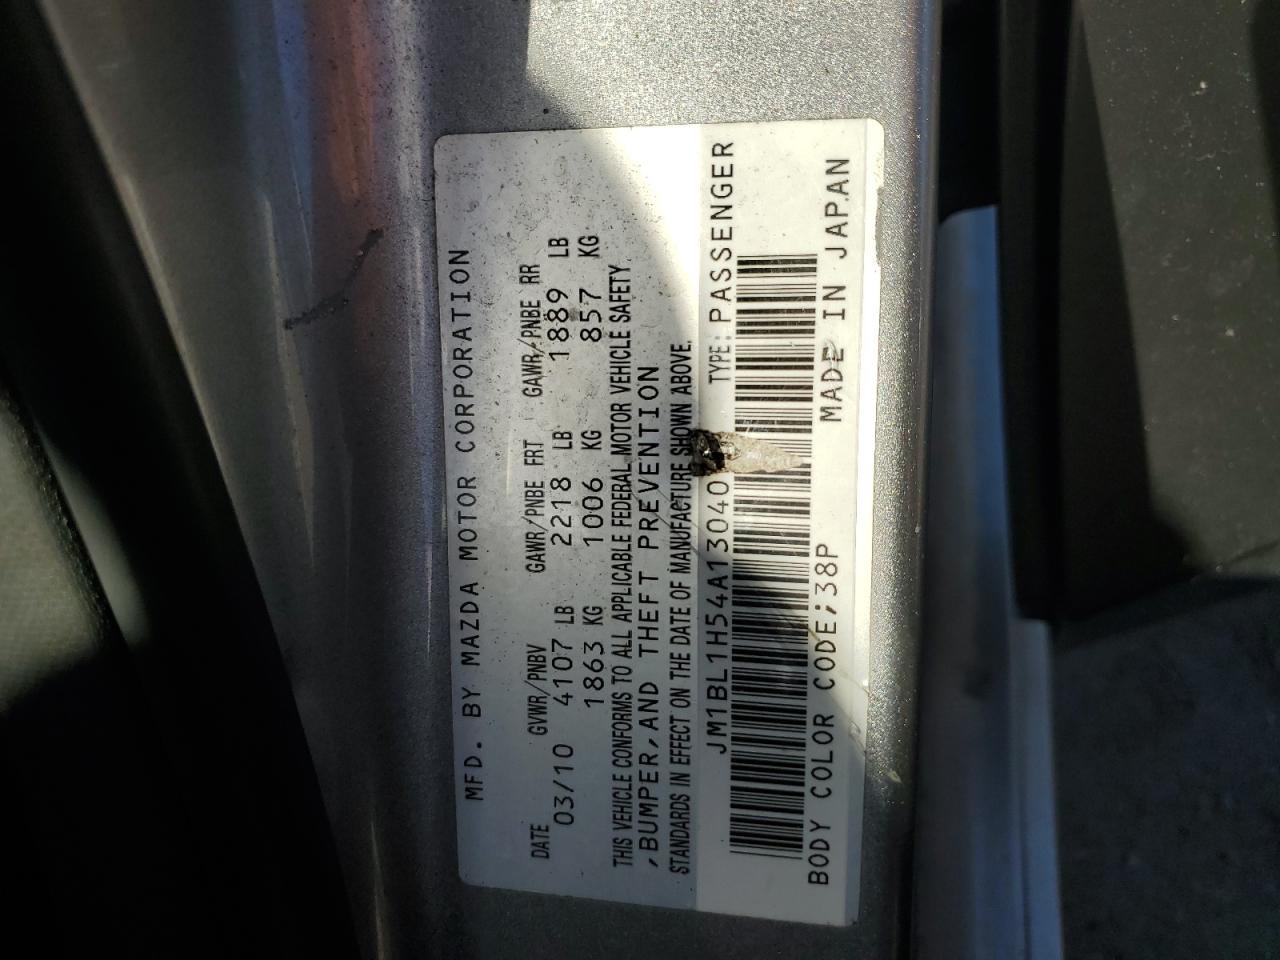 MFD. BY MAZDA MOTOR CORPORATION
DATE GVWR/PNBV GAWR/PNBE FRT GAWR/PNBE RR
03/10 4107 LB 2218 LB 1889 LB
1863 KG 1006 KG 857 KG
THIS VEHICLE CONFORMS TO ALL APPLICABLE FEDERAL MOTOR VEHICLE SAFETY
,BUMPER,AND THEFT PREVENTION
STANDARDS IN EFFECT ON THE DATE OF MANUFACTURE SHOWN ABOVE.
JM1BL1H54A13040 TYPE:PASSENGER
BODY COLOR CODE;38P MADE IN JAPAN